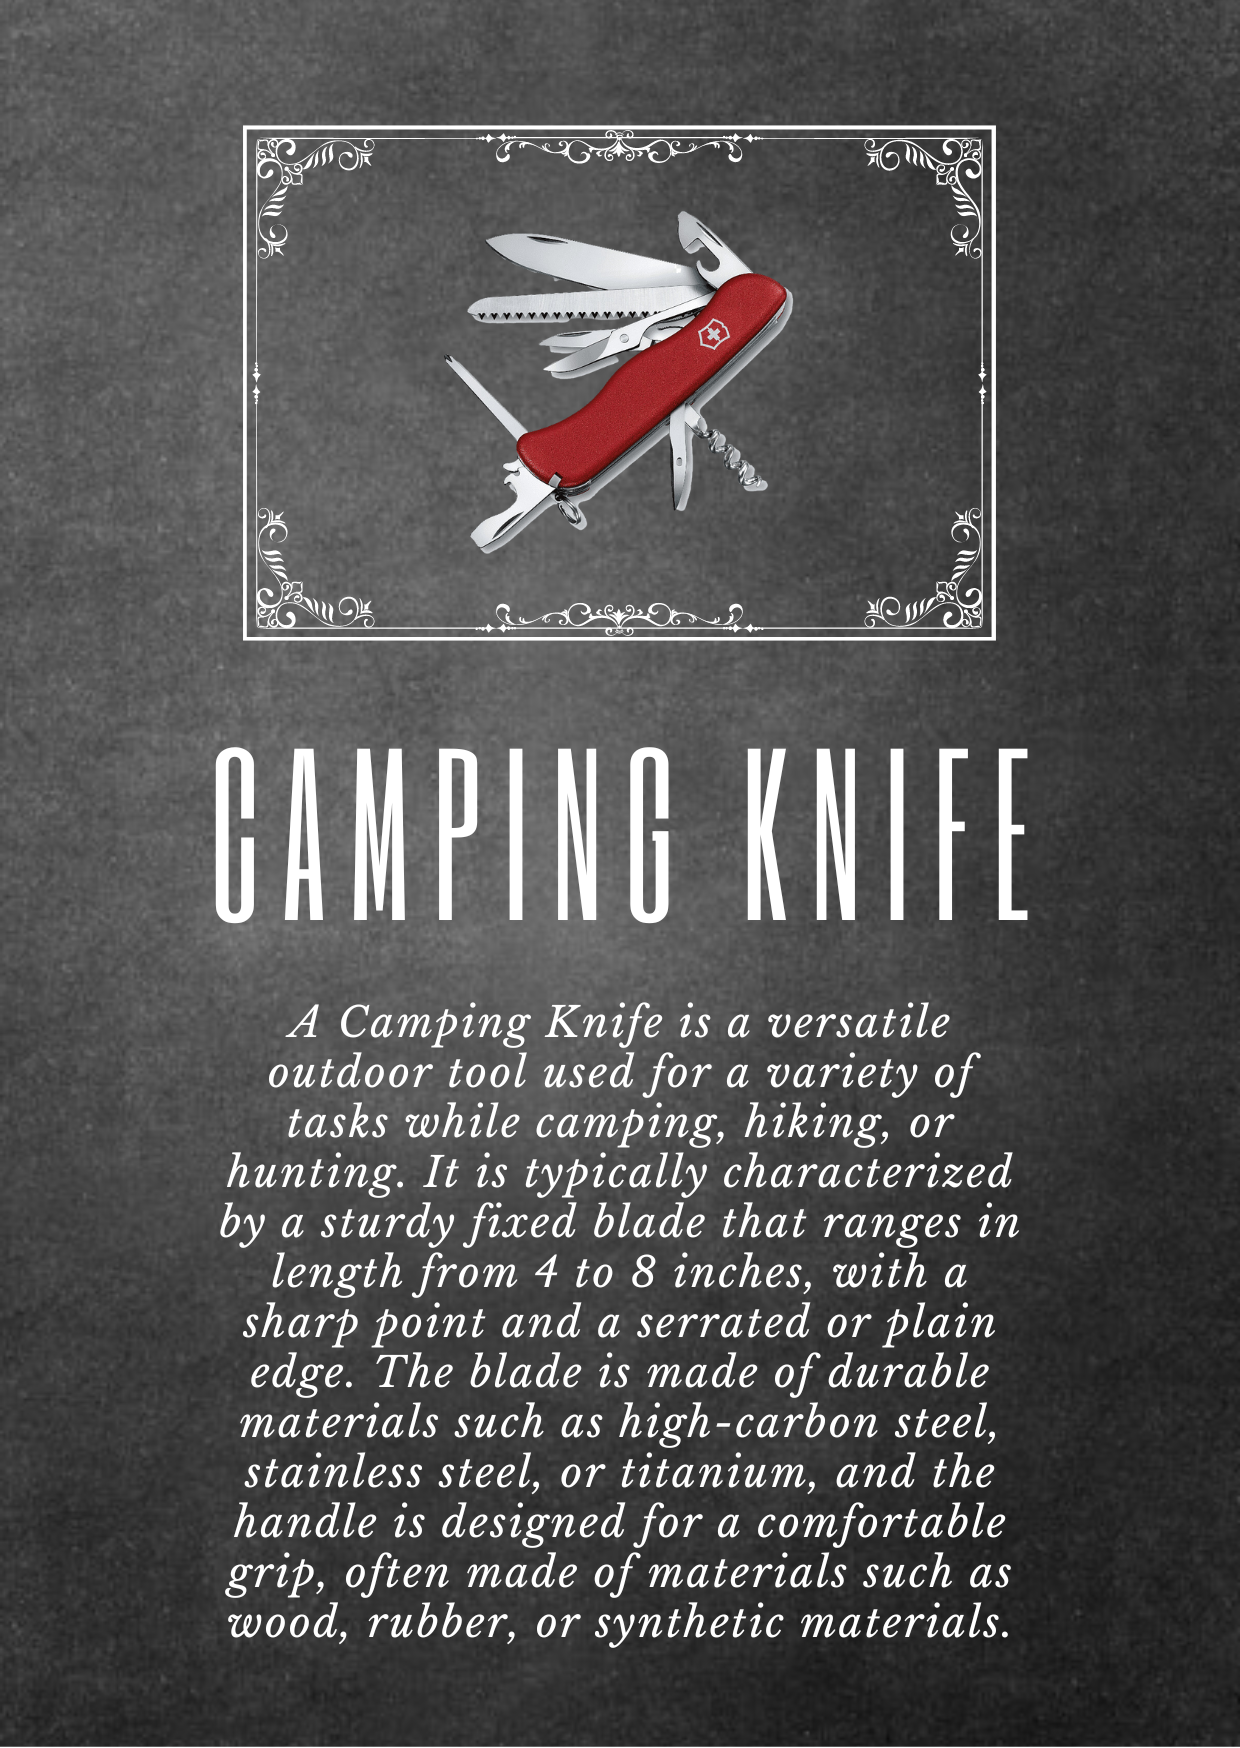 CAMPING KNIFE
A Camping Knife is a versatile
outdoor tool used for a variety of
tasks while camping, hiking, or
hunting. It is typically characterized
by a sturdy fixed blade that ranges in
length from 4 to 8 inches, with a
sharp point and a serrated or plain
edge. The blade is made of durable
materials such as high-carbon steel,
stainless steel, or titanium, and the
handle is designed for a comfortable
grip, often made of materials such as
wood, rubber, or synthetic materials.